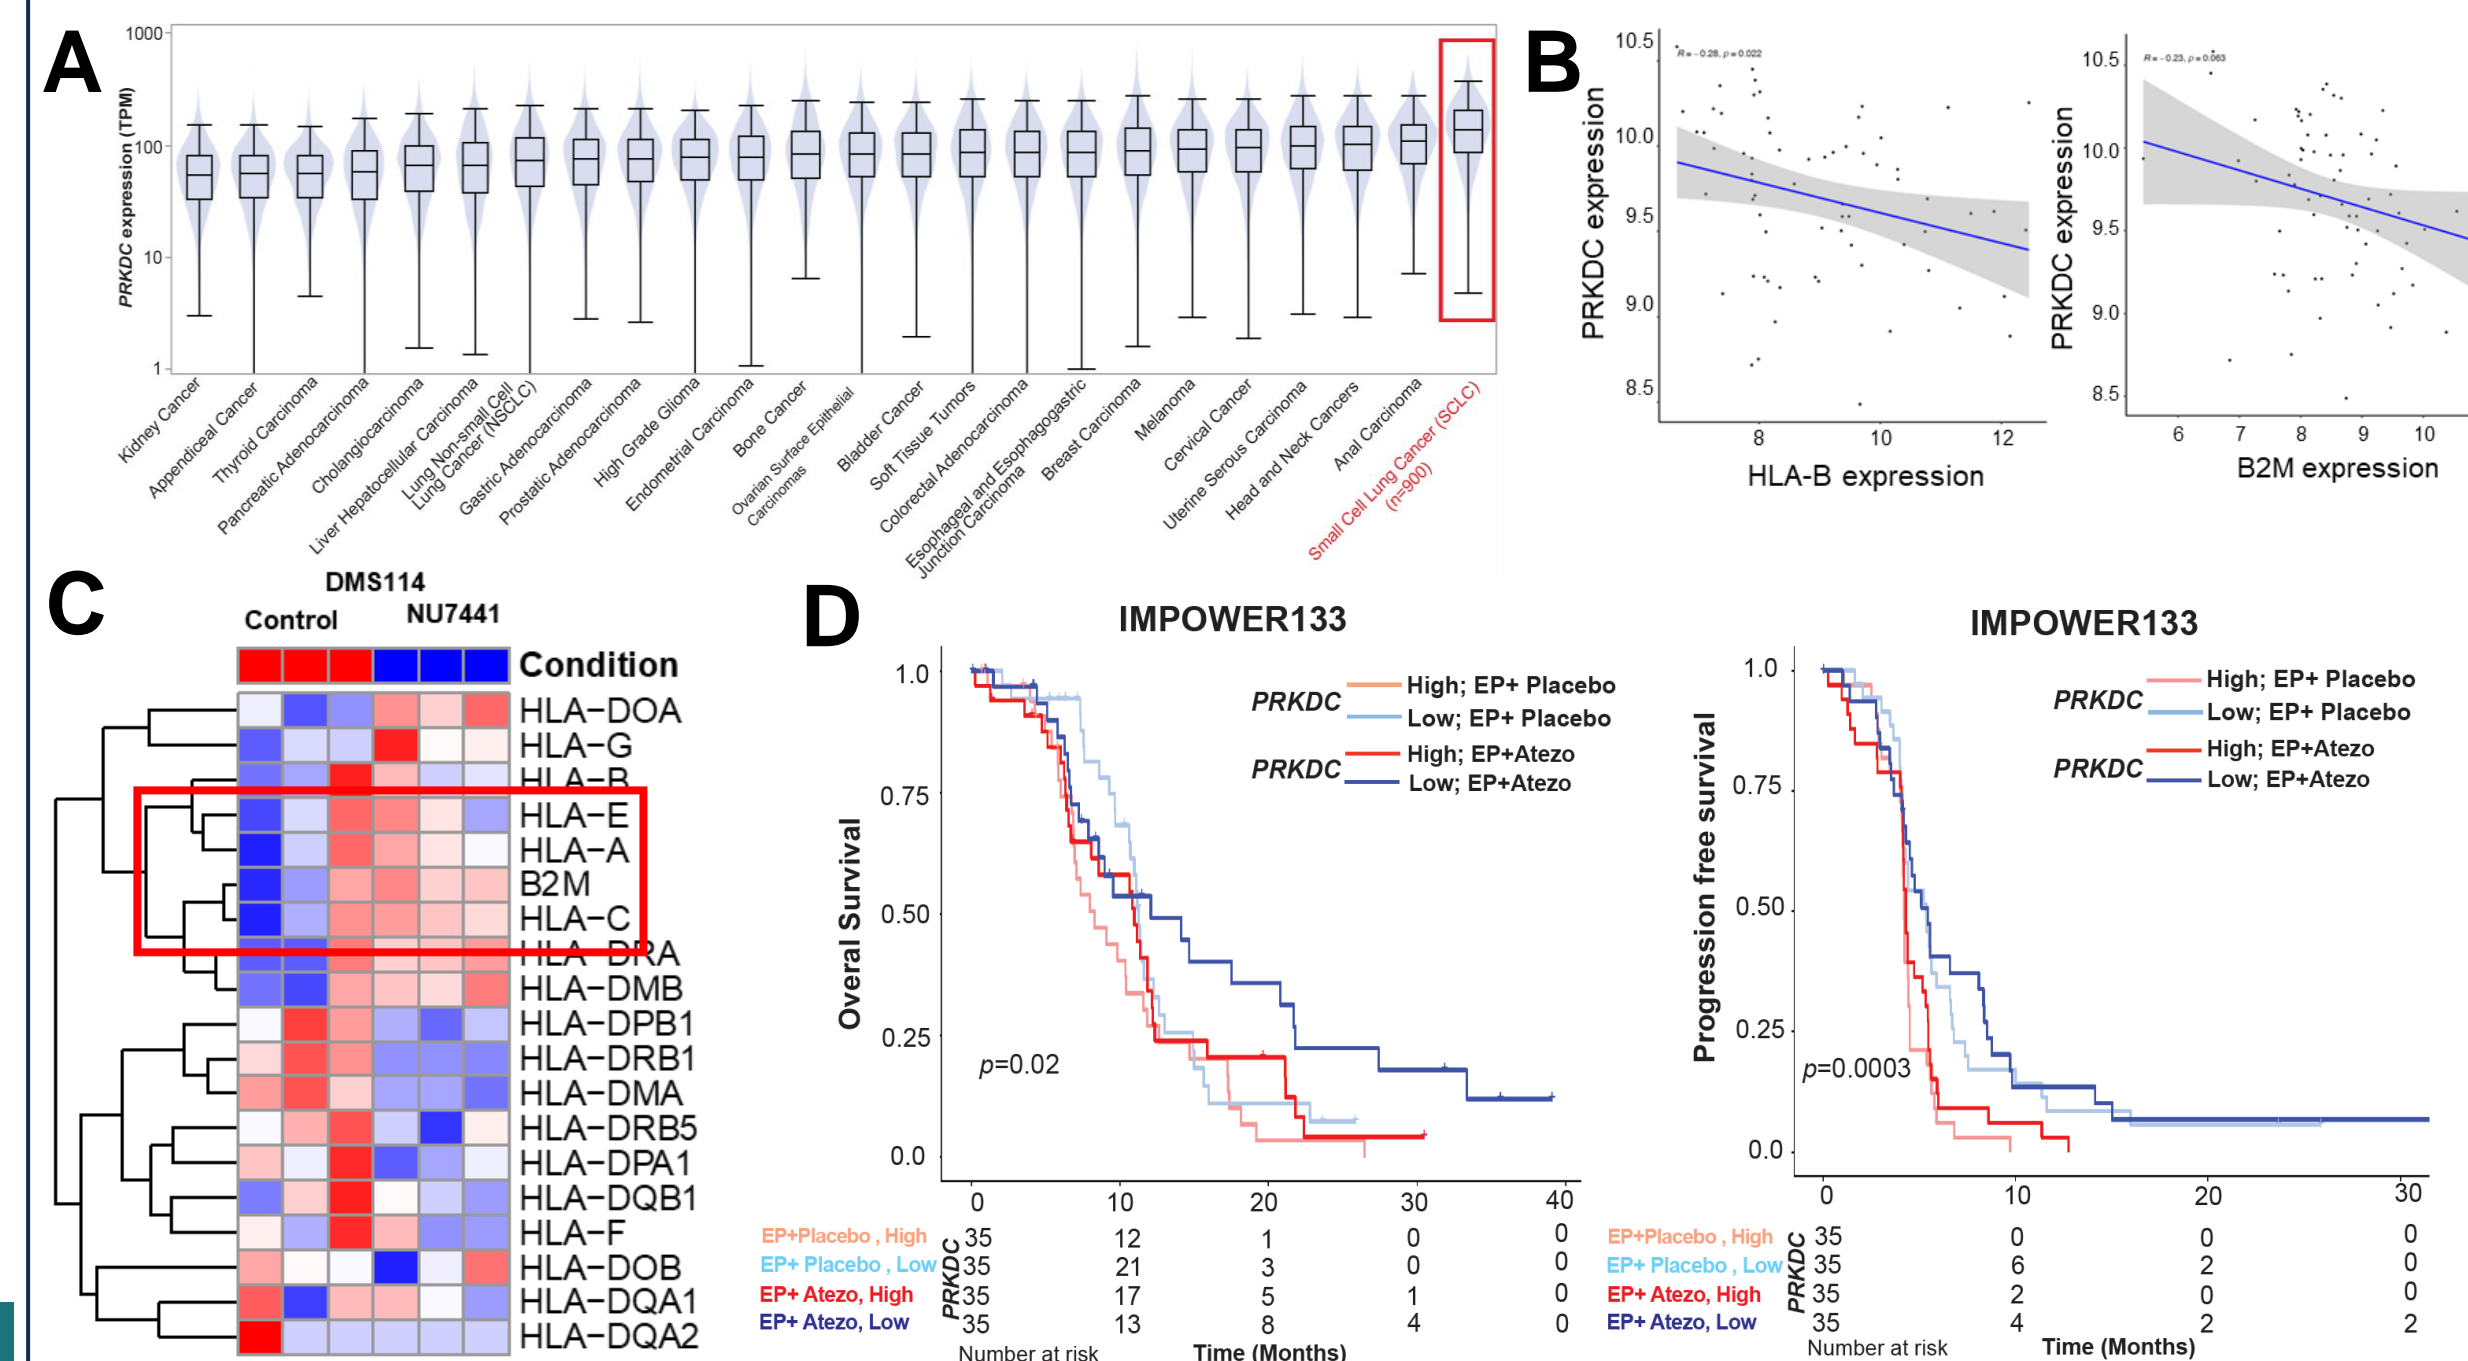 A
PRKDC expression (TPM)
1000
100
10
1
Kidney Cancer
Appendiceal Cancer
Thyroid Carcinoma
Pancreatic Adenocarcinoma
Cholangiocarcinoma
Liver Hepatocellular Carcinoma
Lung Non-small Cell
Lung Cancer (NSCLC)
Gastric Adenocarcinoma
Prostatic Adenocarcinoma
High Grade Glioma
Endometrial Carcinoma
Bone Cancer
Ovarian Surface Epithelial
Carcinomas
Bladder Cancer
Soft Tissue Tumors
Colorectal Adenocarcinoma
Esophageal and Esophagogastric
Junction Carcinoma
Breast Carcinoma
Melanoma
Cervical Cancer
Uterine Serous Carcinoma
Head and Neck Cancers
Anal Carcinoma
Small Cell Lung Cancer (SCLC)
(n=900)
B
PRKDC expression
10.5
10.0
9.5
9.0
8.5
R = -0.28, p = 0.022
8 10 12
HLA-B expression
PRKDC expression
10.5
10.0
9.5
9.0
8.5
R = -0.23, p = 0.063
6 7 8 9 10
B2M expression
C
DMS114
Control NU7441
Condition
HLA-DOA
HLA-G
HLA-B
HLA-E
HLA-A
B2M
HLA-C
HLA-DRA
HLA-DMB
HLA-DPB1
HLA-DRB1
HLA-DMA
HLA-DRB5
HLA-DPA1
HLA-DQB1
HLA-F
HLA-DOB
HLA-DQA1
HLA-DQA2
D
IMPOWER133
Overal Survival
1.0
0.75
0.50
0.25
0.0
PRKDC
High; EP+ Placebo
Low; EP+ Placebo
PRKDC
High; EP+Atezo
Low; EP+Atezo
p=0.02
0 10 20 30 40
PRKDC
EP+Placebo , High 35 12 1 0 0
EP+ Placebo , Low 35 21 3 0 0
EP+ Atezo, High 35 17 5 1 0
EP+ Atezo, Low 35 13 8 4 0
Number at risk Time (Months)
IMPOWER133
Progression free survival
1.0
0.75
0.50
0.25
0.0
PRKDC
High; EP+ Placebo
Low; EP+ Placebo
PRKDC
High; EP+Atezo
Low; EP+Atezo
p=0.0003
0 10 20 30
PRKDC
EP+Placebo , High 35 0 0 0
EP+ Placebo , Low 35 6 2 0
EP+ Atezo, High 35 2 0 0
EP+ Atezo, Low 35 4 2 2
Number at risk Time (Months)